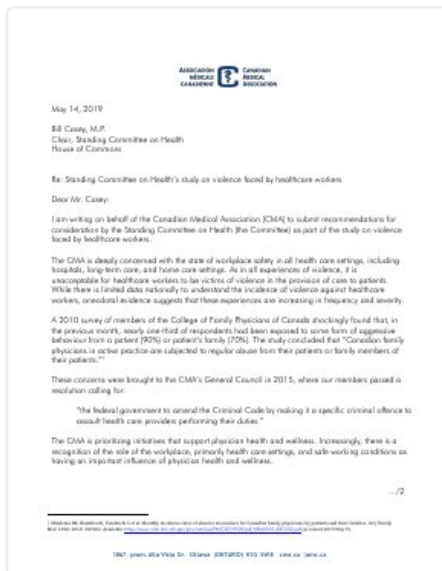 ASSOCIATION
MÉDICALE
CANADIENNE
CANADIAN
MEDICAL
ASSOCIATION
May 14, 2019
Bill Casey, M.P.
Chair, Standing Committee on Health
House of Commons
Re: Standing Committee on Health's study on violence faced by healthcare workers
Dear Mr. Casey:
I am writing on behalf of the Canadian Medical Association (CMA) to submit recommendations for
consideration by the Standing Committee on Health (the Committee) as part of the study on violence
faced by healthcare workers.
The CMA is deeply concerned with the state of workplace safety in all health care settings, including
hospitals, long-term care, and home care settings. As in all experiences of violence, it is
unacceptable for healthcare workers to be victims of violence in the provision of care to patients.
While there is limited data nationally to understand the incidence of violence against healthcare
workers, anecdotal evidence suggests that these experiences are increasing in frequency and severity.
A 2010 survey of members of the College of Family Physicians of Canada shockingly found that, in
the previous month, nearly one-third of respondents had been exposed to some form of aggressive
behaviour from a patient (90%) or patient's family (70%). The study concluded that "Canadian family
physicians in active practice are subjected to regular abuse from their patients or family members of
their patients."1
These concerns were brought to the CMA's General Council in 2015, where our members passed a
resolution calling for:
"the federal government to amend the Criminal Code by making it a specific criminal offence to
assault health care providers performing their duties."
The CMA is prioritizing initiatives that support physician health and wellness. Increasingly, there is a
recognition of the role of the workplace, primarily health care settings, and safe working conditions as
having an important influence of physician health and wellness.
.../2
1867, prom. Alta Vista Dr. Ottawa (ONTARIO) K1G 5W8 cma.ca amc.ca